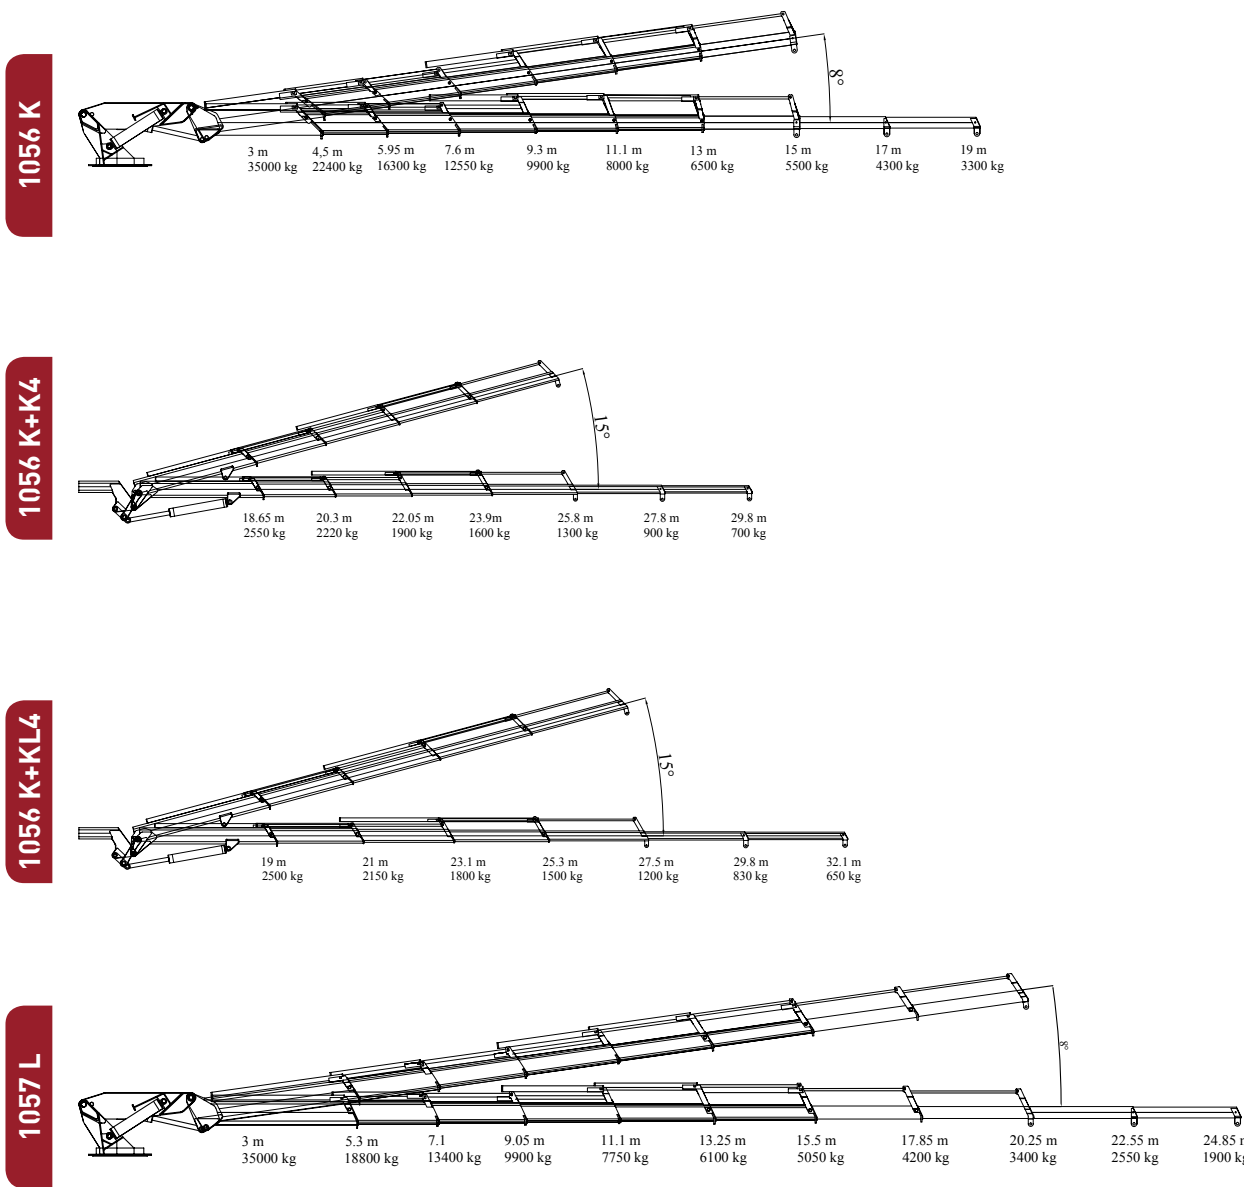 1056 K
8°
3 m 4,5 m 5.95 m 7.6 m 9.3 m 11.1 m 13 m 15 m 17 m 19 m
35000 kg 22400 kg 16300 kg 12550 kg 9900 kg 8000 kg 6500 kg 5500 kg 4300 kg 3300 kg
1056 K+K4
15°
18.65 m 20.3 m 22.05 m 23.9m 25.8 m 27.8 m 29.8 m
2550 kg 2220 kg 1900 kg 1600 kg 1300 kg 900 kg 700 kg
1056 K+KL4
15°
19 m 21 m 23.1 m 25.3 m 27.5 m 29.8 m 32.1 m
2500 kg 2150 kg 1800 kg 1500 kg 1200 kg 830 kg 650 kg
1057 L
8°
3 m 5.3 m 7.1 9.05 m 11.1 m 13.25 m 15.5 m 17.85 m 20.25 m 22.55 m 24.85 m
35000 kg 18800 kg 13400 kg 9900 kg 7750 kg 6100 kg 5050 kg 4200 kg 3400 kg 2550 kg 1900 kg